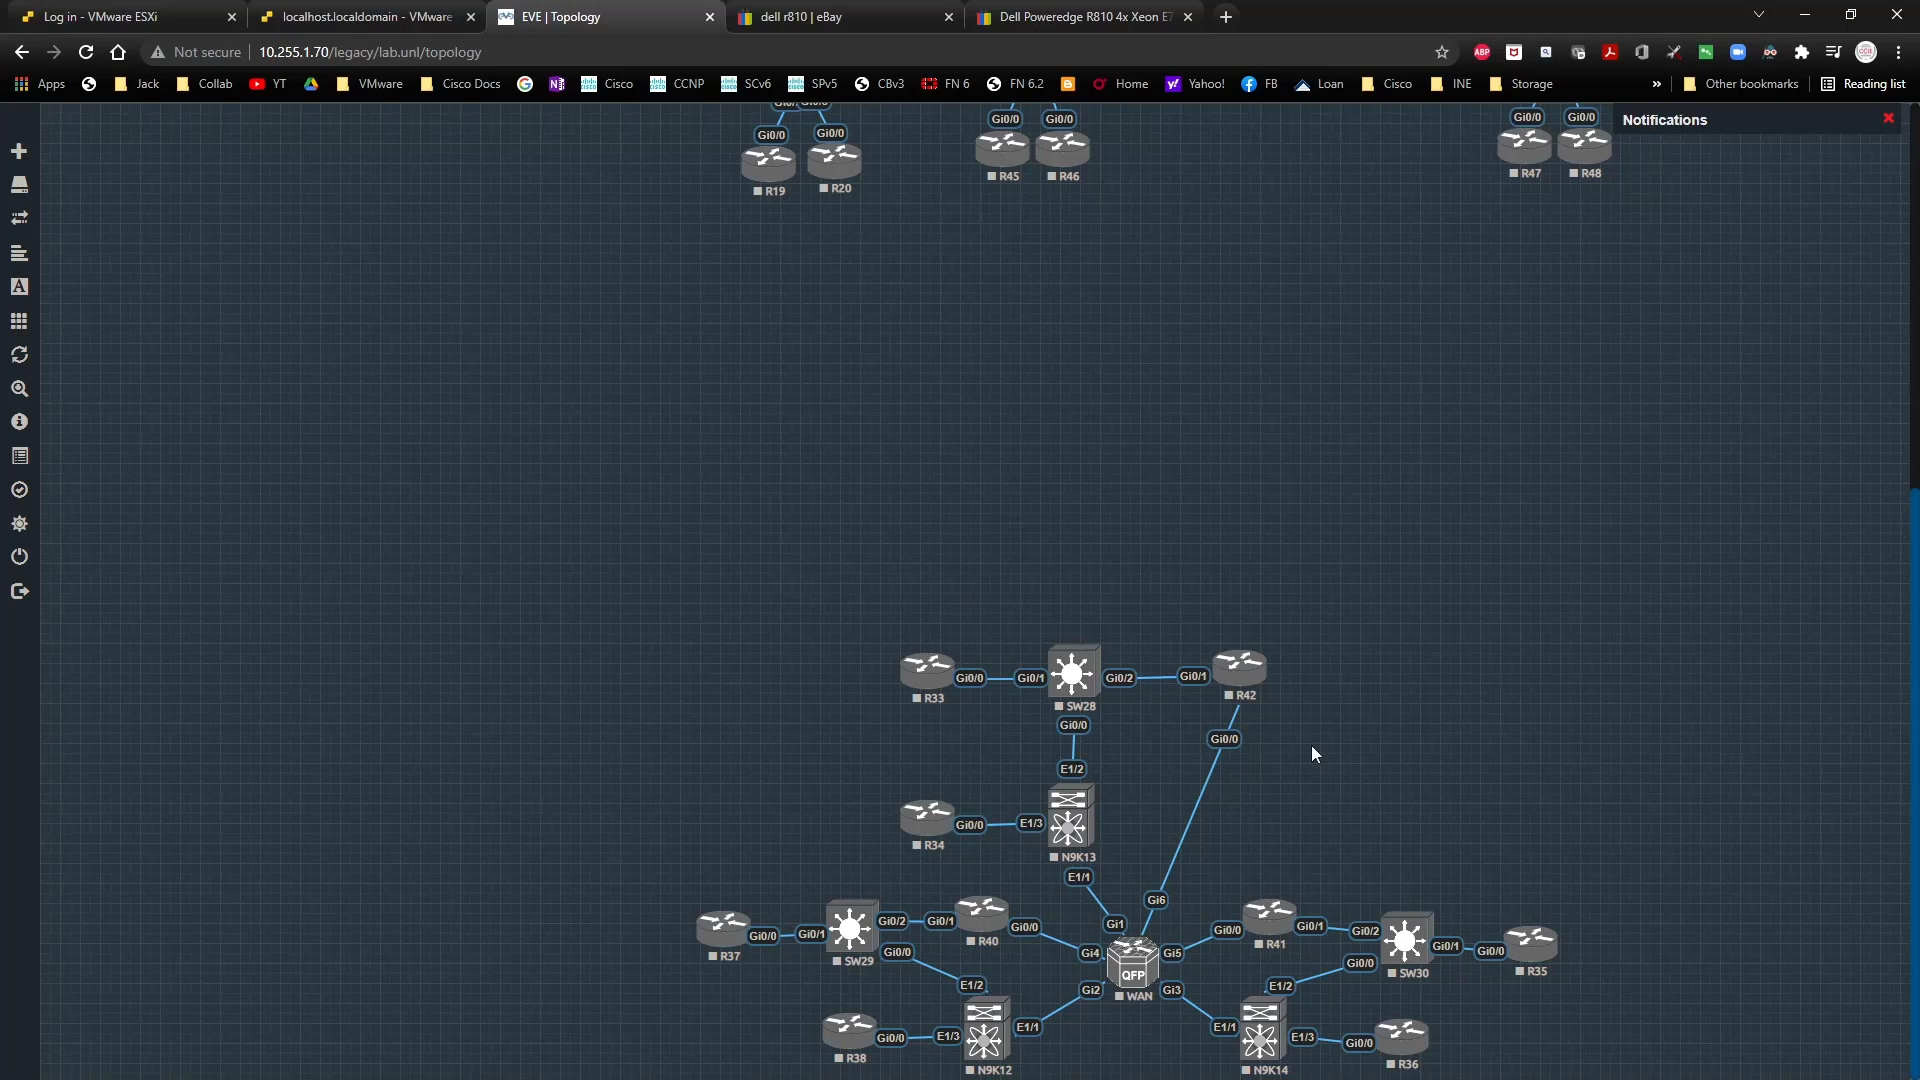 Log in - VMware ESXi
localhost.localdomain - VMware
EVE | Topology
dell r810 | eBay
Dell Poweredge R810 4x Xeon E7
Not secure
10.255.1.70/legacy/lab.unl/topology
ABP
Apps
Jack
Collab
YT
VMware
Cisco Docs
Cisco
CCNP
SCv6
SPv5
CBv3
FN 6
FN 6.2
Home
Yahoo!
FB
Loan
Cisco
INE
Storage
»
Other bookmarks
Reading list
Notifications
Gi0/0
Gi0/0
R19
R20
Gi0/0
Gi0/0
R45
R46
Gi0/0
Gi0/0
R47
R48
R33
Gi0/0
Gi0/1
SW28
Gi0/2
Gi0/1
R42
Gi0/0
Gi0/0
E1/2
R34
Gi0/0
E1/3
N9K13
E1/1
Gi1
Gi6
R37
Gi0/0
Gi0/1
SW29
Gi0/2
Gi0/1
R40
Gi0/0
Gi4
Gi0/0
E1/2
QFP
WAN
Gi5
Gi0/0
R41
Gi0/1
Gi0/2
SW30
Gi0/1
Gi0/0
R35
Gi0/0
E1/2
Gi2
Gi3
R38
Gi0/0
E1/3
N9K12
E1/1
E1/1
N9K14
E1/3
Gi0/0
R36